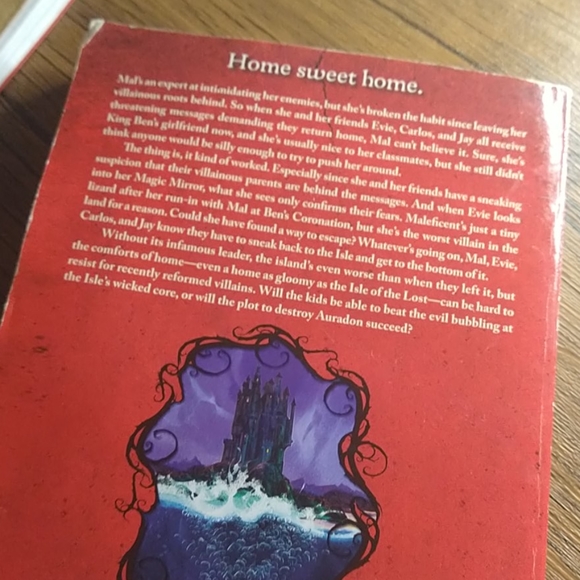 Home sweet home.
Mal's an expert at intimidating her enemies, but she's broken the habit since leaving her
villainous roots behind. So when she and her friends Evie, Carlos, and Jay all receive
threatening messages demanding they return home, Mal can't believe it. Sure, she's
King Ben's girlfriend now, and she's usually nice to her classmates, but she still didn't
think anyone would be silly enough to try to push her around.
The thing is, it kind of worked. Especially since she and her friends have a sneaking
suspicion that their villainous parents are behind the messages. And when Evie looks
into her Magic Mirror, what she sees only confirms their fears. Maleficent's just a tiny
lizard after her run-in with Mal at Ben's Coronation, but she's the worst villain in the
land for a reason. Could she have found a way to escape? Whatever's going on, Mal, Evie,
Carlos, and Jay know they have to sneak back to the Isle and get to the bottom of it.
Without its infamous leader, the island's even worse than when they left it, but
the comforts of home—even a home as gloomy as the Isle of the Lost—can be hard to
resist for recently reformed villains. Will the kids be able to beat the evil bubbling at
the Isle's wicked core, or will the plot to destroy Auradon succeed?